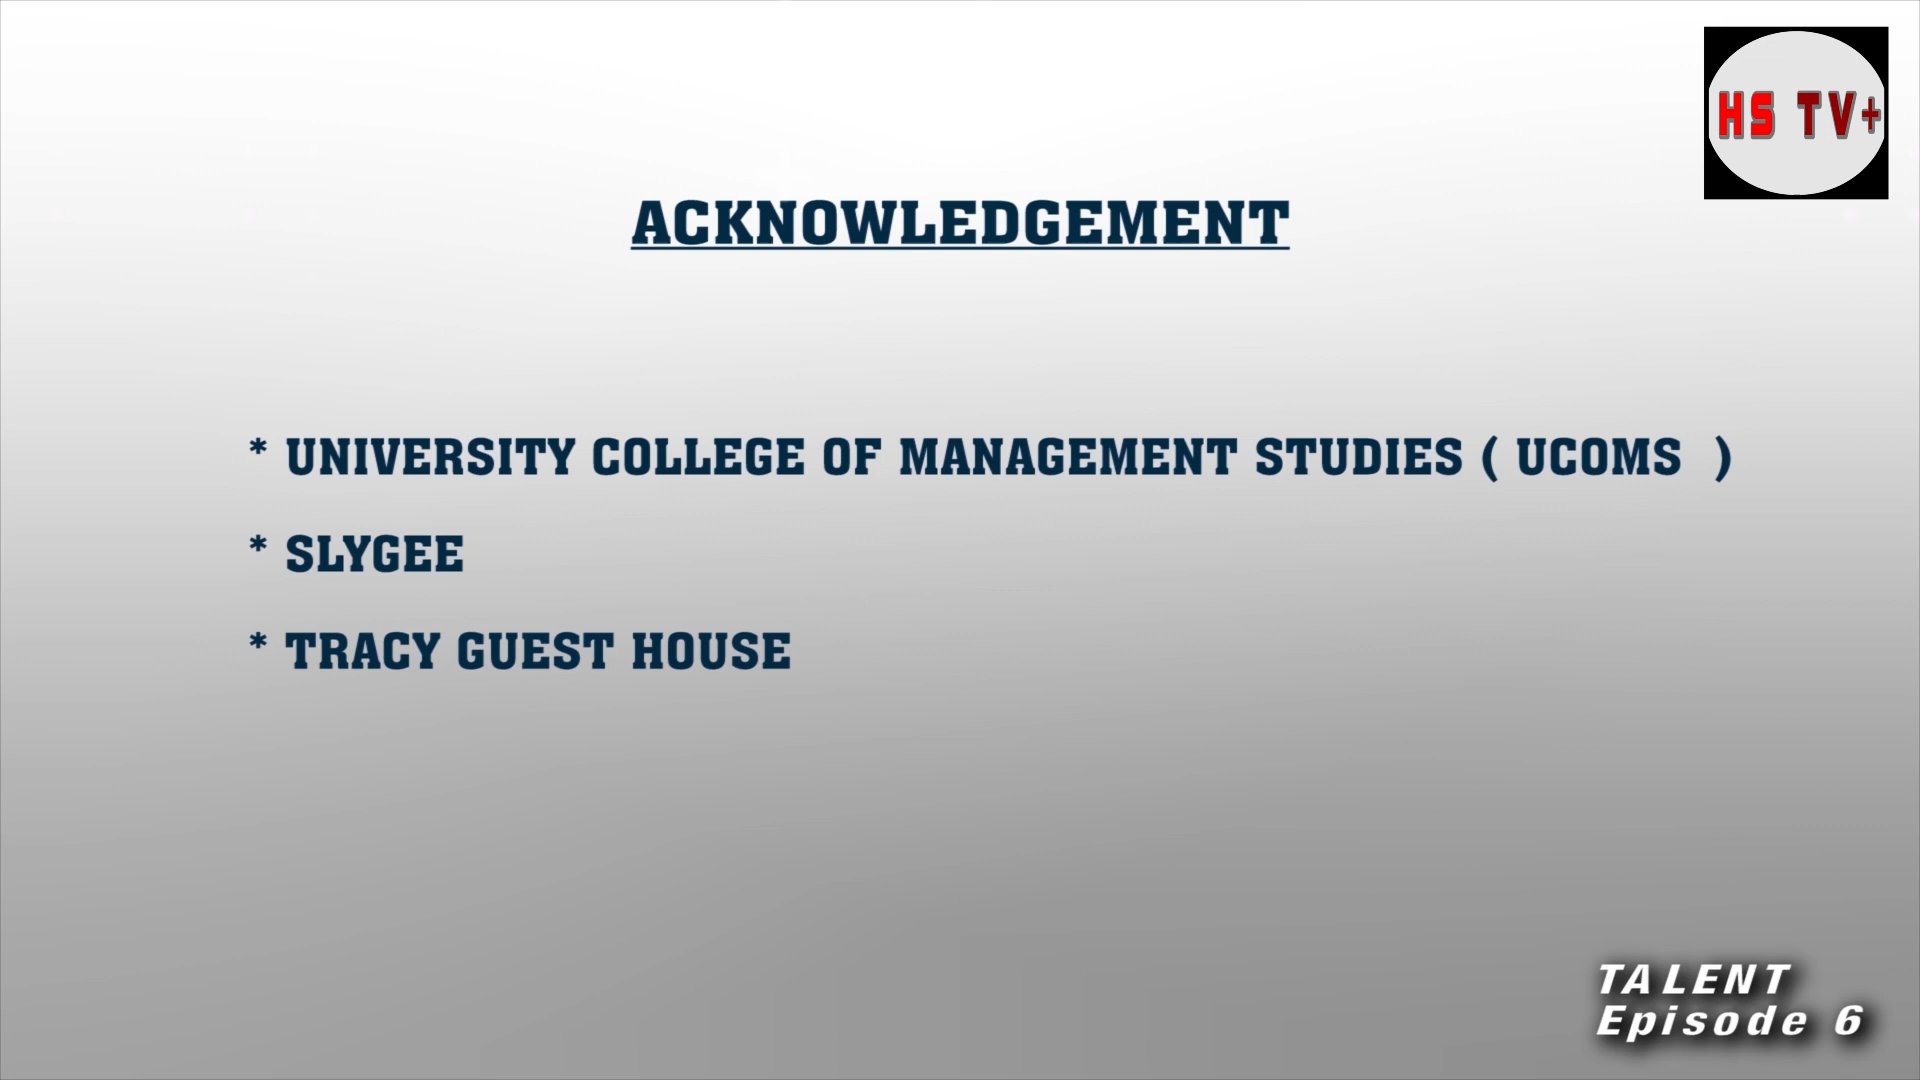 HS TV+
ACKNOWLEDGEMENT
* UNIVERSITY COLLEGE OF MANAGEMENT STUDIES ( UCOMS  )
* SLYGEE
* TRACY GUEST HOUSE
TALENT
Episode 6